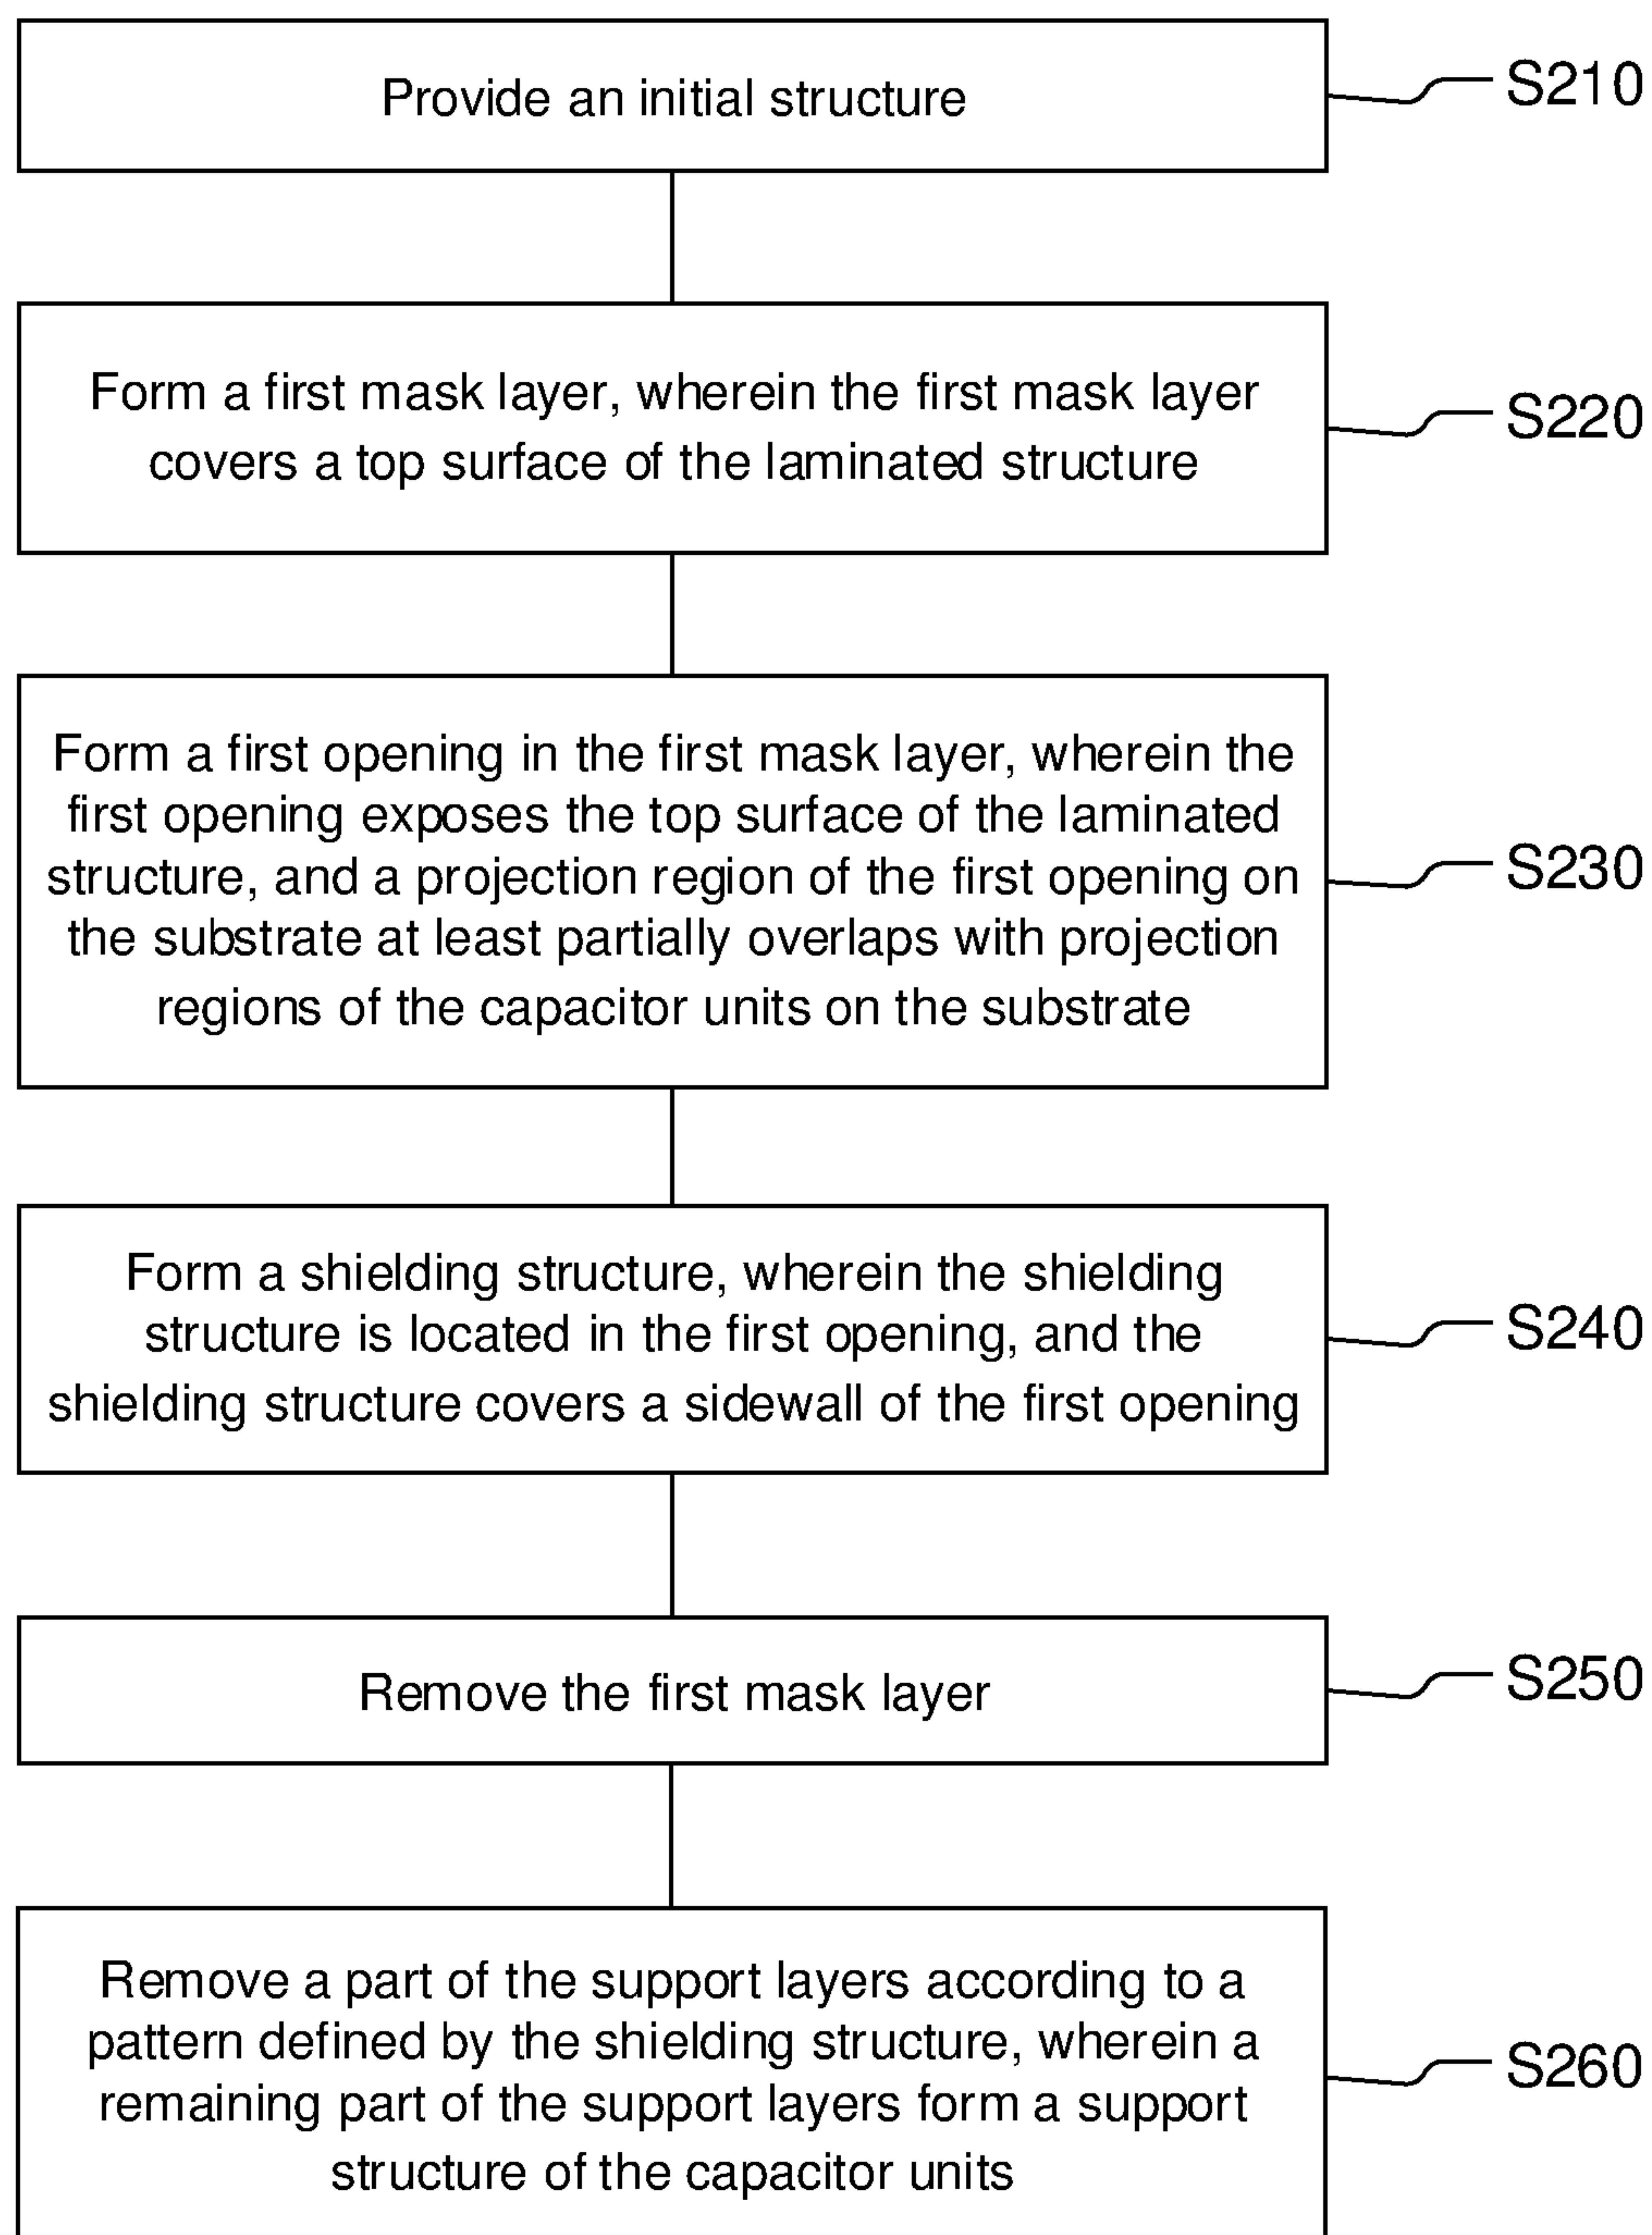 Provide an initial structure
S210
Form a first mask layer, wherein the first mask layer
covers a top surface of the laminated structure
S220
Form a first opening in the first mask layer, wherein the
first opening exposes the top surface of the laminated
structure, and a projection region of the first opening on
the substrate at least partially overlaps with projection
regions of the capacitor units on the substrate
S230
Form a shielding structure, wherein the shielding
structure is located in the first opening, and the
shielding structure covers a sidewall of the first opening
S240
Remove the first mask layer
S250
Remove a part of the support layers according to a
pattern defined by the shielding structure, wherein a
remaining part of the support layers form a support
structure of the capacitor units
S260